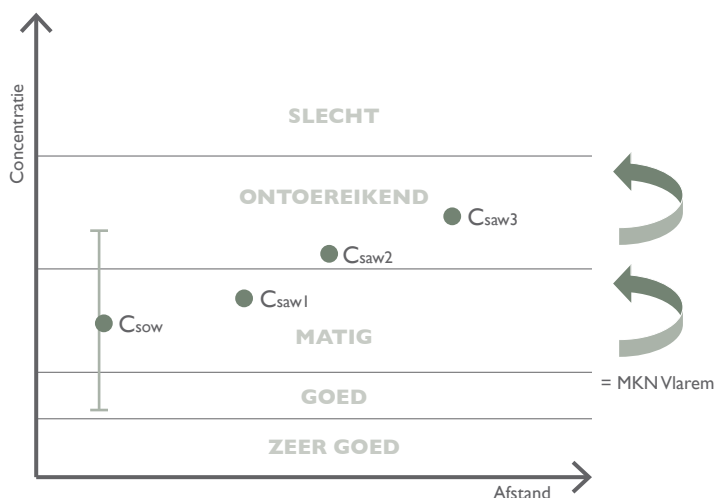 Concentratie
SLECHT
ONTOEREIKEND
Csaw3
Csaw2
Csaw1
Csow
MATIG
= MKN Vlarem
GOED
ZEER GOED
Afstand